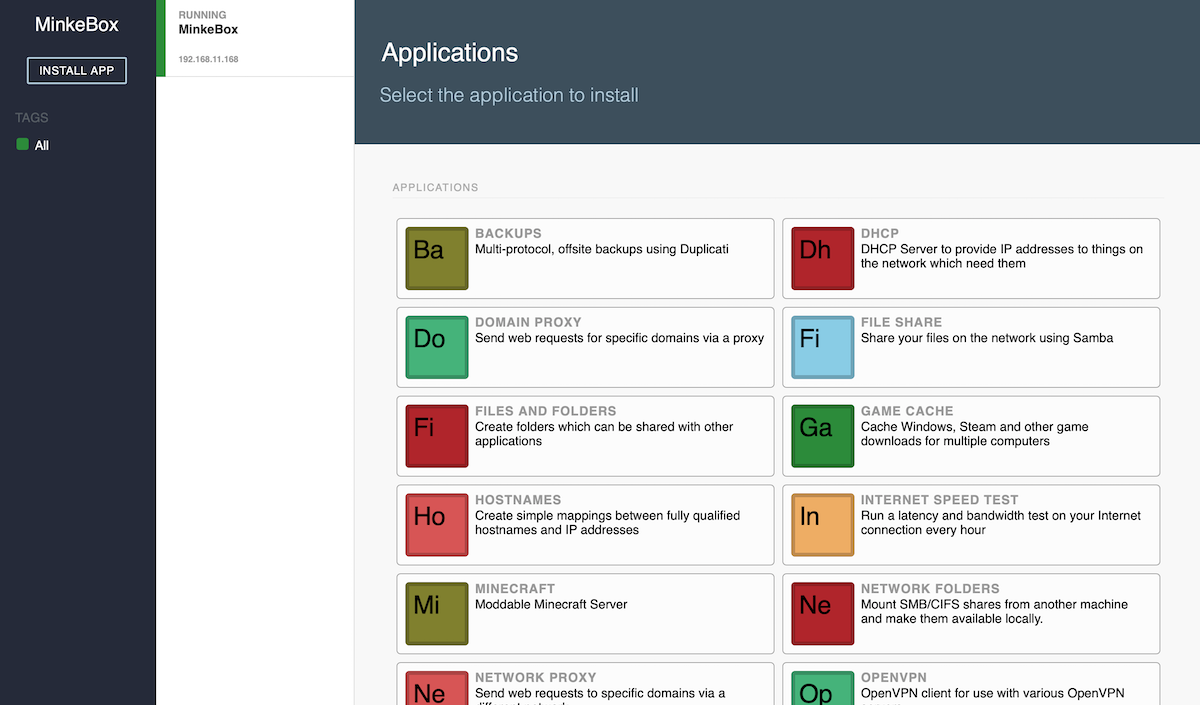 MinkeBox
INSTALL APP
TAGS
All
RUNNING
MinkeBox
192.168.11.168
Applications
Select the application to install
APPLICATIONS
Ba
BACKUPS
Multi-protocol, offsite backups using Duplicati
Dh
DHCP
DHCP Server to provide IP addresses to things on
the network which need them
Do
DOMAIN PROXY
Send web requests for specific domains via a proxy
Fi
FILE SHARE
Share your files on the network using Samba
Fi
FILES AND FOLDERS
Create folders which can be shared with other
applications
Ga
GAME CACHE
Cache Windows, Steam and other game
downloads for multiple computers
Ho
HOSTNAMES
Create simple mappings between fully qualified
hostnames and IP addresses
In
INTERNET SPEED TEST
Run a latency and bandwidth test on your Internet
connection every hour
Mi
MINECRAFT
Moddable Minecraft Server
Ne
NETWORK FOLDERS
Mount SMB/CIFS shares from another machine
and make them available locally.
Ne
NETWORK PROXY
Send web requests to specific domains via a
Op
OPENVPN
OpenVPN client for use with various OpenVPN